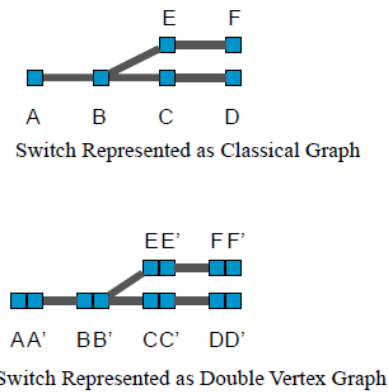 E F
A B C D
Switch Represented as Classical Graph
EE' FF'
AA' BB' CC' DD'
Switch Represented as Double Vertex Graph